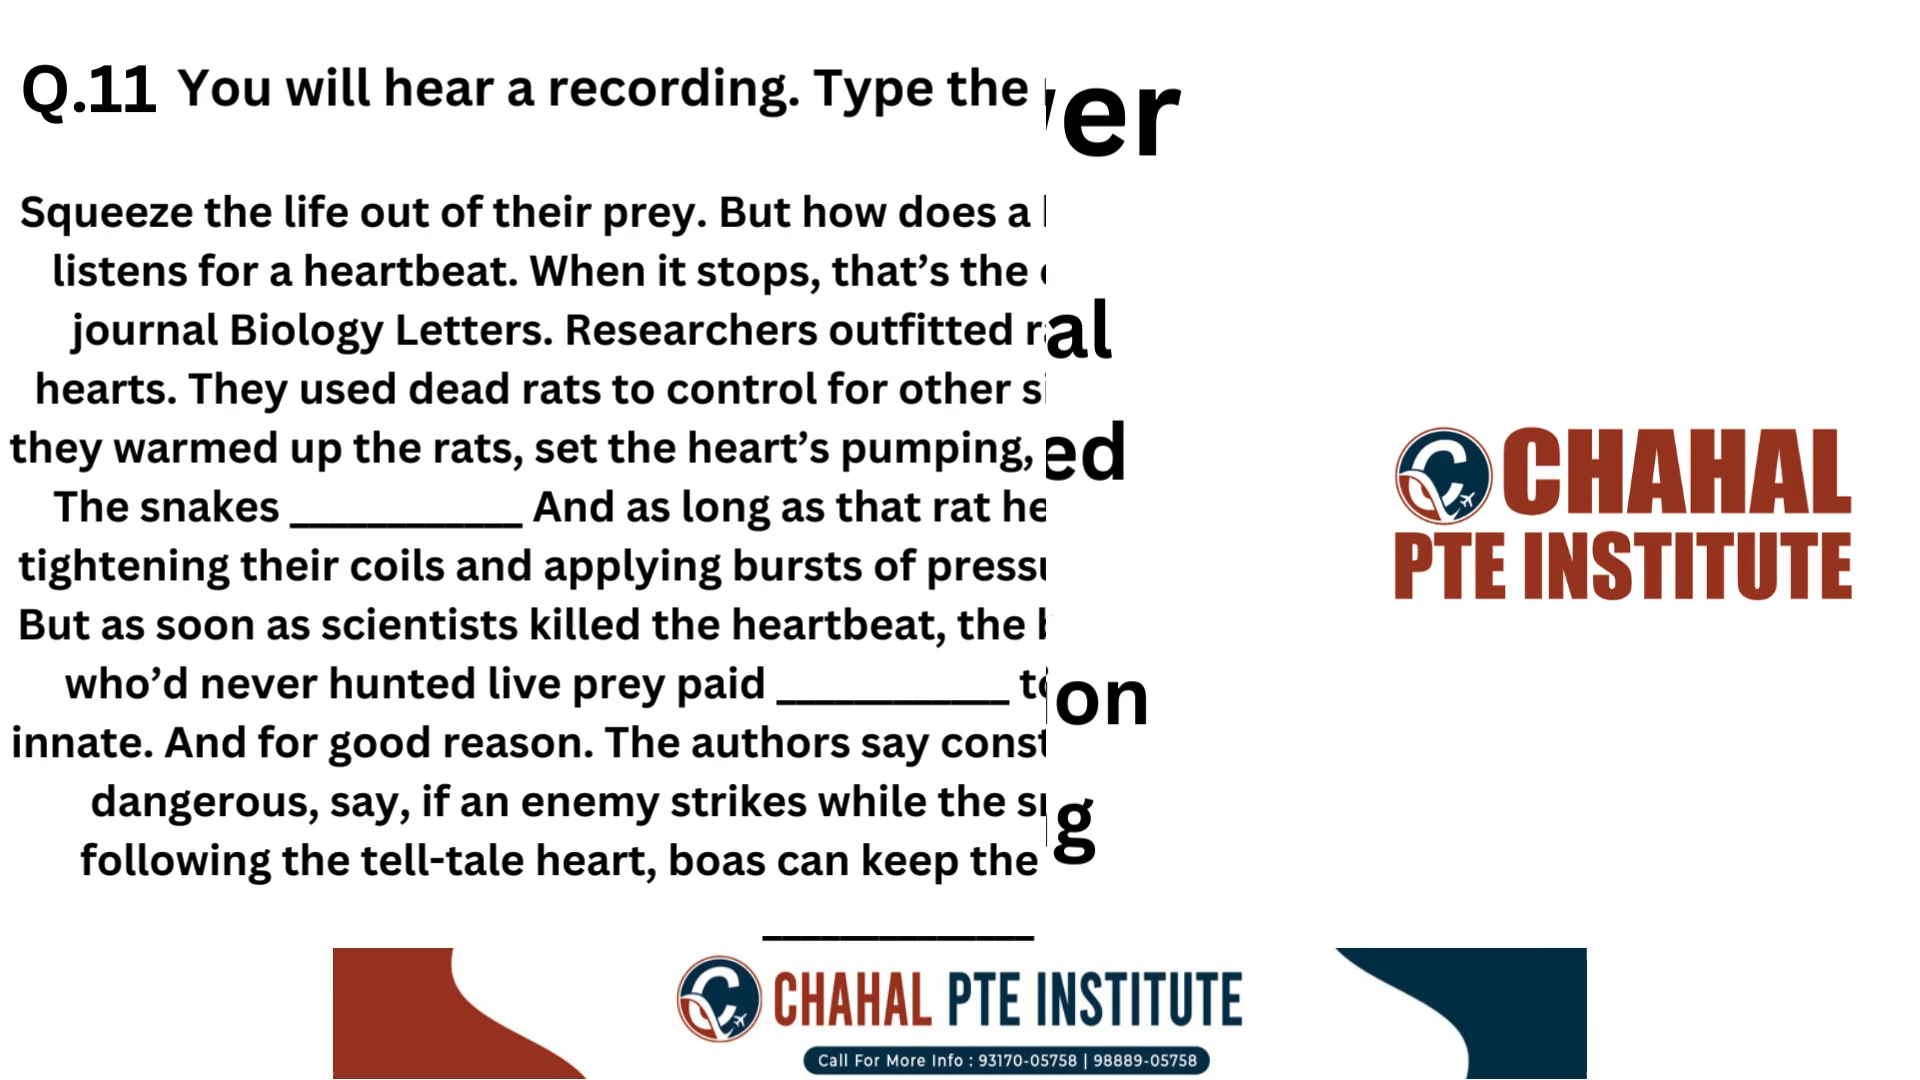 Q.11 You will hear a recording. Type the
Squeeze the life out of their prey. But how does a
listens for a heartbeat. When it stops, that’s the
journal Biology Letters. Researchers outfitted
hearts. They used dead rats to control for other
they warmed up the rats, set the heart’s pumping,
The snakes ____________ And as long as that rat
tightening their coils and applying bursts of
But as soon as scientists killed the heartbeat, the
who’d never hunted live prey paid ____________
innate. And for good reason. The authors say
dangerous, say, if an enemy strikes while the
following the tell-tale heart, boas can keep the
______________
er
al
ed
on
g
CHAHAL
PTE INSTITUTE
CHAHAL PTE INSTITUTE
Call For More Info : 93170-05758 | 98889-05758